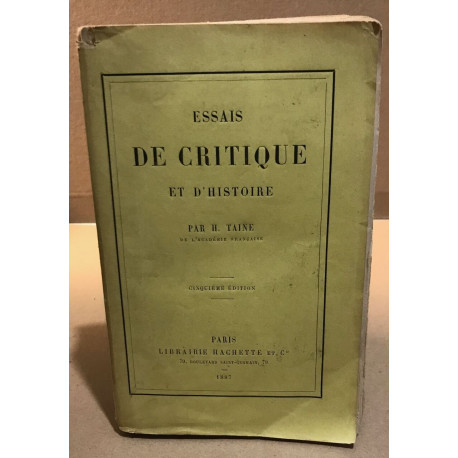 ESSAIS
DE CRITIQUE
ET D'HISTOIRE
PAR H. TAINE
DE L'ACADÉMIE FRANÇAISE
CINQUIÈME ÉDITION
PARIS
LIBRAIRIE HACHETTE ET Cie
79, BOULEVARD SAINT-GERMAIN, 79
1887